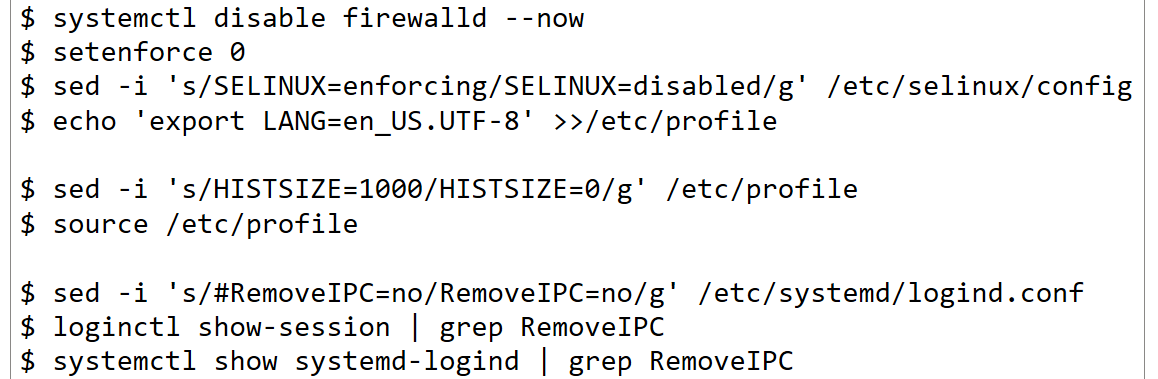 $ systemctl disable firewalld --now
$ setenforce 0
$ sed -i 's/SELINUX=enforcing/SELINUX=disabled/g' /etc/selinux/config
$ echo 'export LANG=en_US.UTF-8' >>/etc/profile
$ sed -i 's/HISTSIZE=1000/HISTSIZE=0/g' /etc/profile
$ source /etc/profile
$ sed -i 's/#RemoveIPC=no/RemoveIPC=no/g' /etc/systemd/logind.conf
$ loginctl show-session | grep RemoveIPC
$ systemctl show systemd-logind | grep RemoveIPC